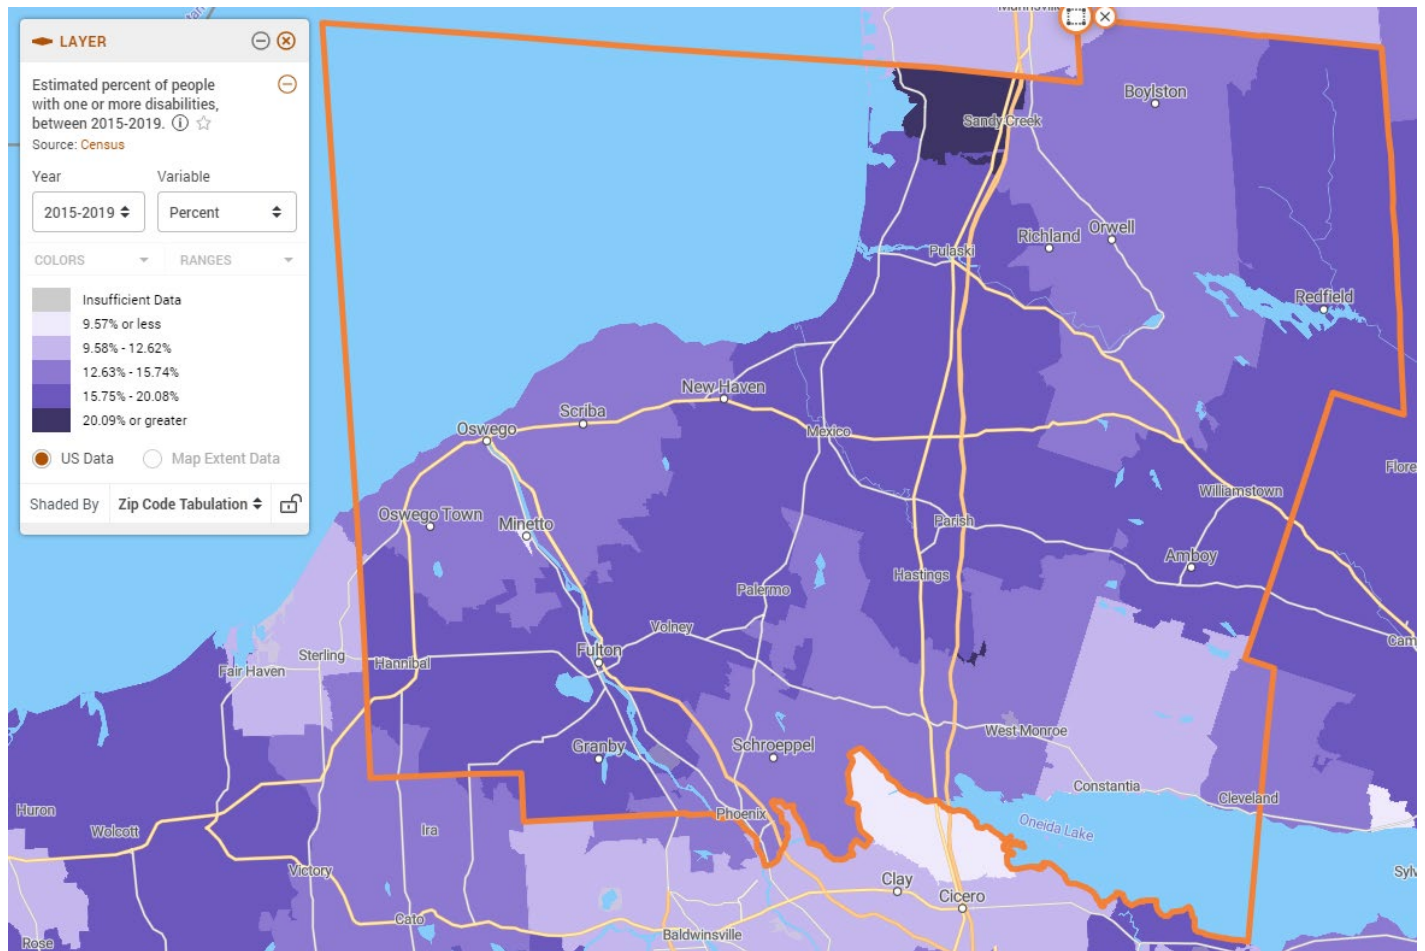 LAYER
Estimated percent of people
with one or more disabilities,
between 2015-2019.
Source: Census
Year Variable
2015-2019 Percent
COLORS RANGES
Insufficient Data
9.57% or less
9.58% - 12.62%
12.63% - 15.74%
15.75% - 20.08%
20.09% or greater
US Data Map Extent Data
Shaded By Zip Code Tabulation
Boylston
Sandy Creek
Orwell
Richland
Pulaski
Redfield
New Haven
Scriba
Oswego
Mexico
Williamstown
Oswego Town
Minetto
Parish
Amboy
Hastings
Palermo
Volney
Fulton
Sterling
Hannibal
Fair Haven
West Monroe
Granby
Schroeppel
Constantia
Cleveland
Huron
Phoenix
Oneida Lake
Wolcott
Ira
Victory
Clay
Cicero
Cato
Baldwinsville
Rose
Flore
Cam
Sylv